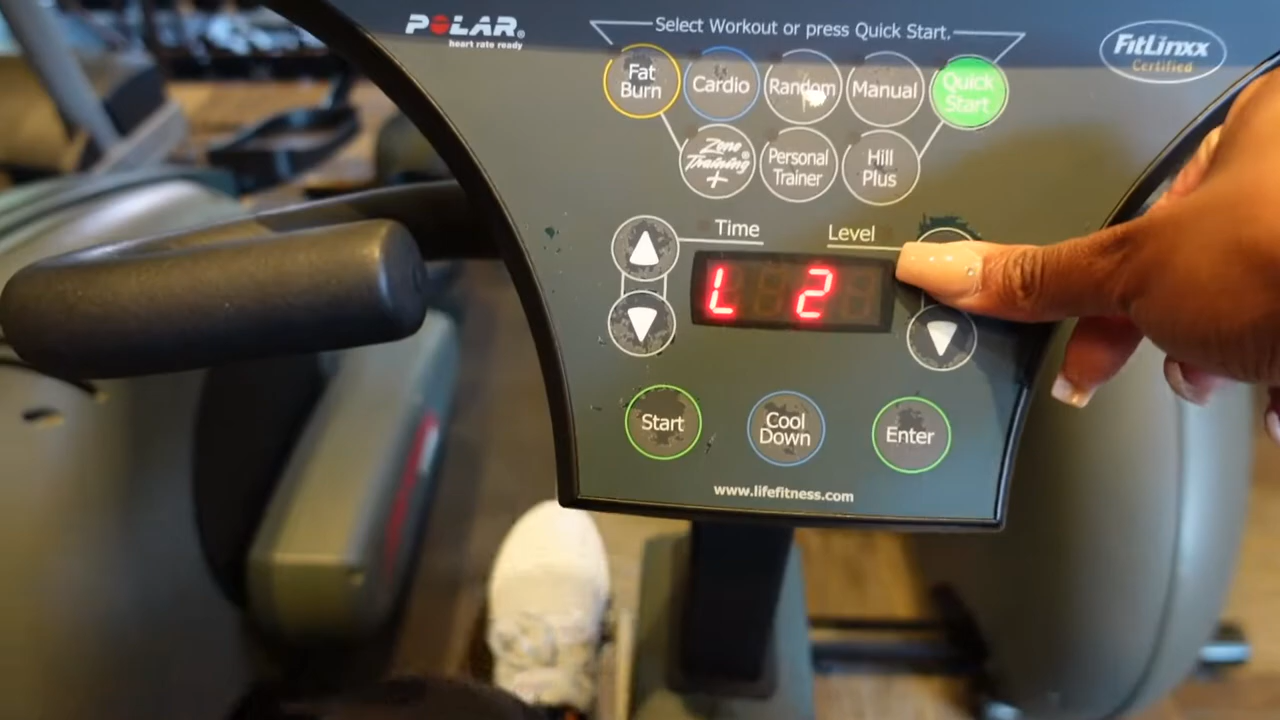 POLAR®
heart rate ready
Select Workout or press Quick Start.
FitLinxx
Certified
Fat
Burn
Cardio
Random
Manual
Quick
Start
Zone
Training®
+
Personal
Trainer
Hill
Plus
Time
Level
L 2
Start
Cool
Down
Enter
www.lifefitness.com